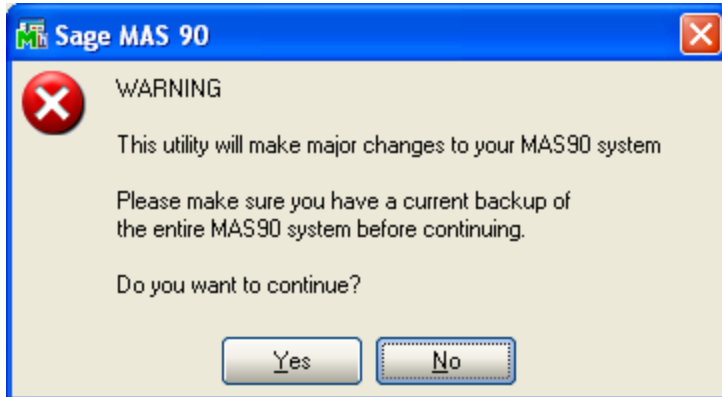 Sage MAS 90
WARNING
This utility will make major changes to your MAS90 system
Please make sure you have a current backup of
the entire MAS90 system before continuing.
Do you want to continue?
Yes
No